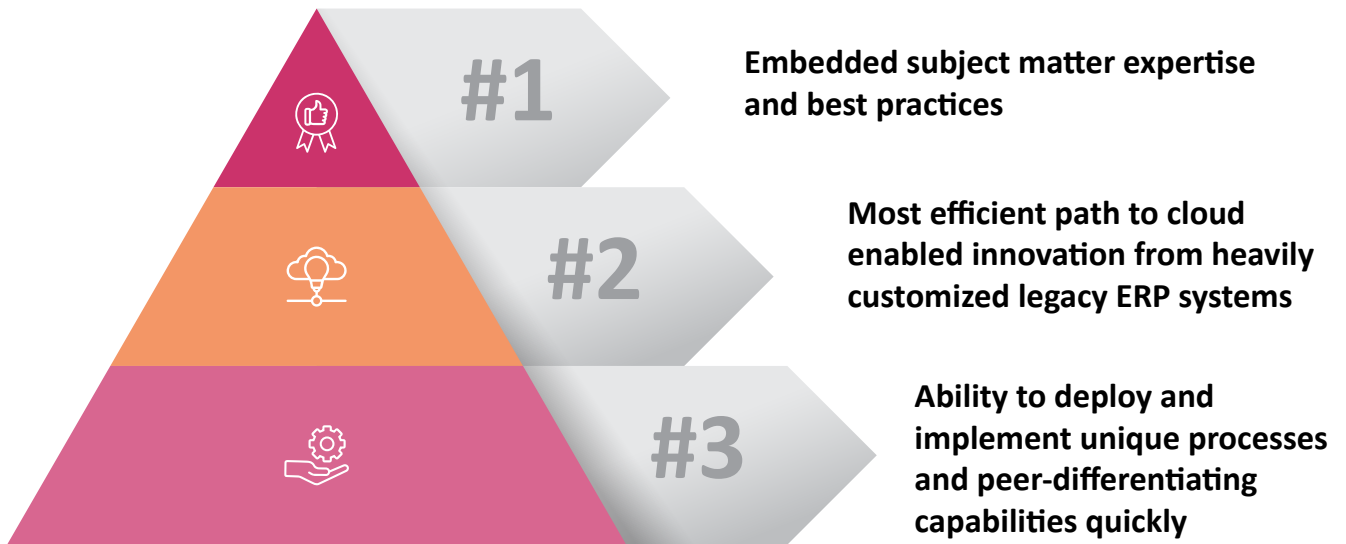 #1
Embedded subject matter expertise
and best practices
#2
Most efficient path to cloud
enabled innovation from heavily
customized legacy ERP systems
#3
Ability to deploy and
implement unique processes
and peer-differentiating
capabilities quickly